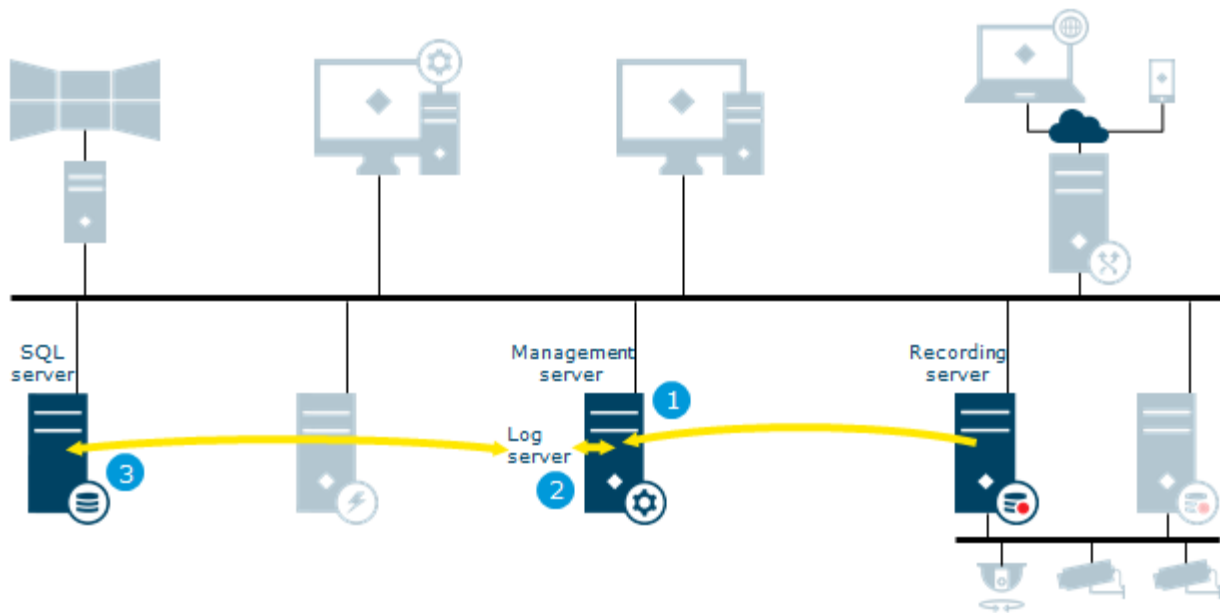 SQL
server
Management
server
Recording
server
1
Log
server
2
3